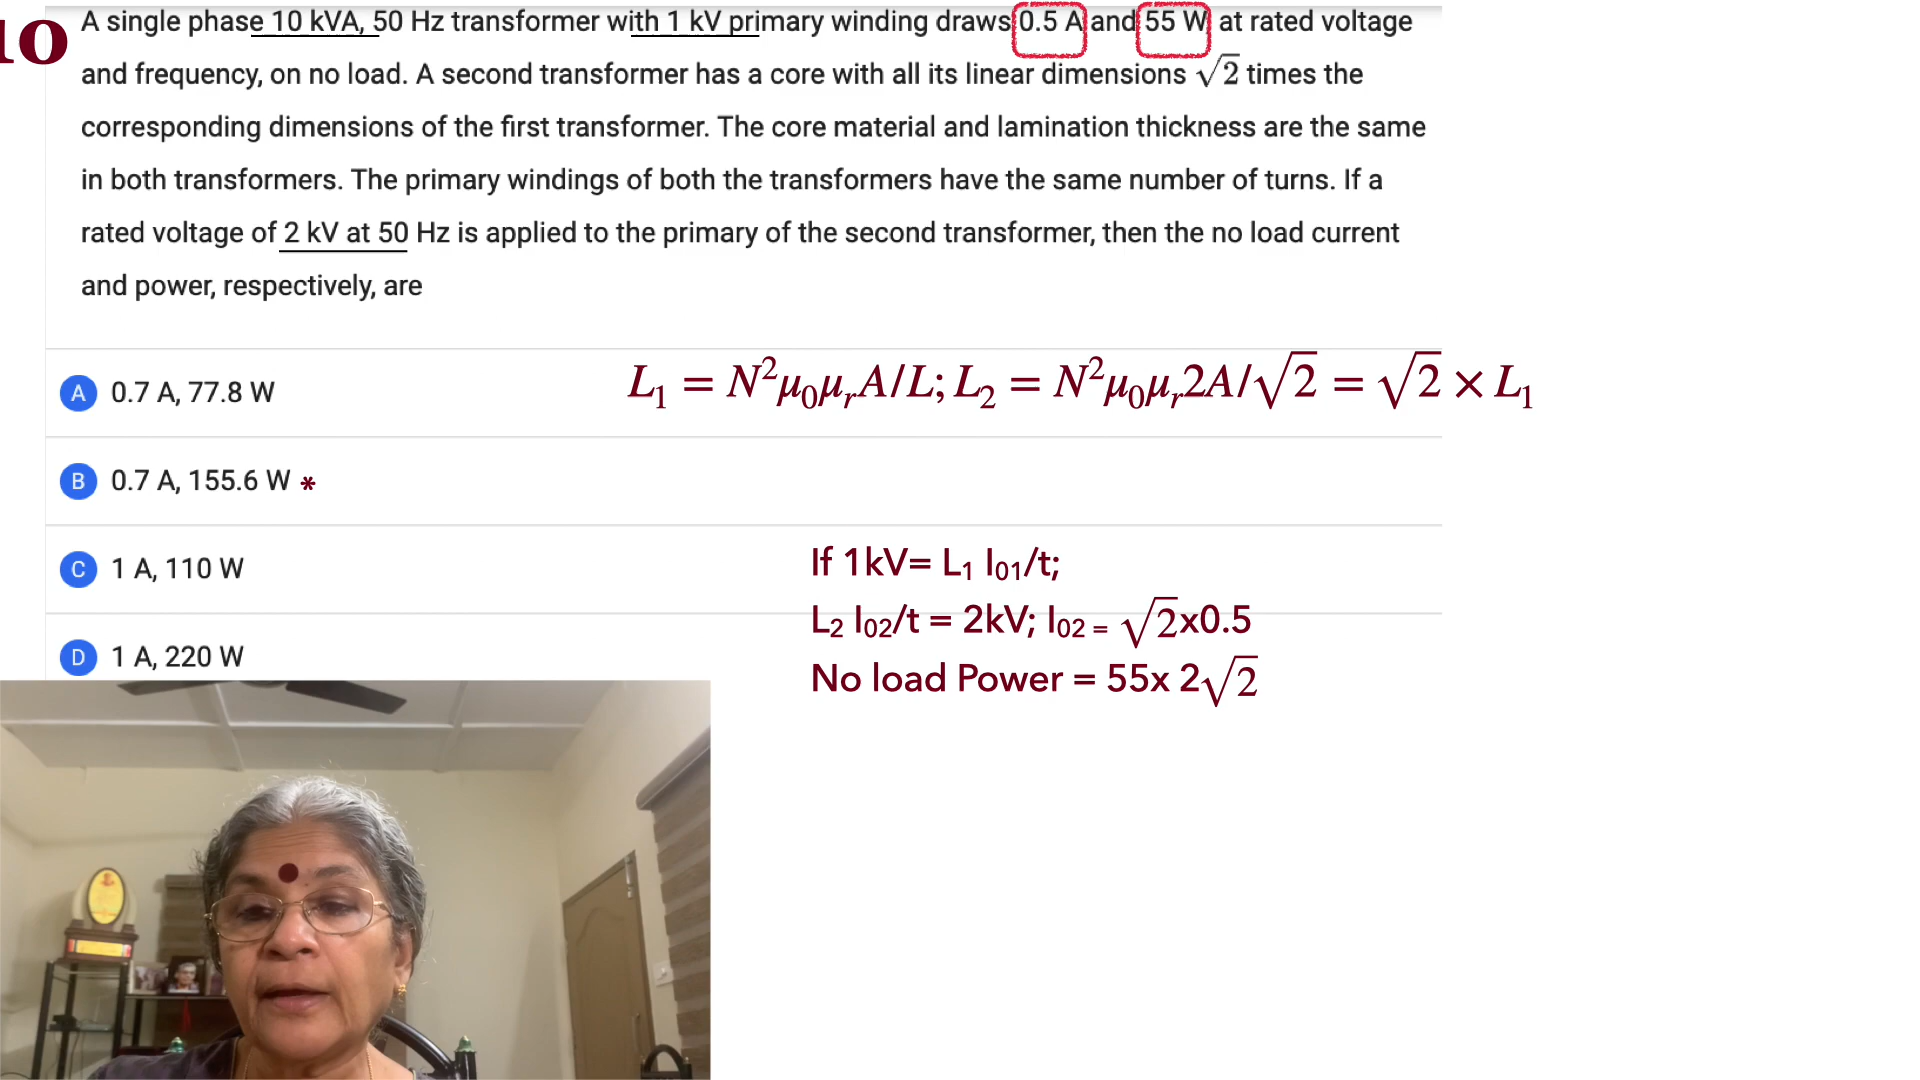 10
A single phase 10 kVA, 50 Hz transformer with 1 kV primary winding draws 0.5 A and 55 W at rated voltage
and frequency, on no load. A second transformer has a core with all its linear dimensions √2 times the
corresponding dimensions of the first transformer. The core material and lamination thickness are the same
in both transformers. The primary windings of both the transformers have the same number of turns. If a
rated voltage of 2 kV at 50 Hz is applied to the primary of the second transformer, then the no load current
and power, respectively, are
A 0.7 A, 77.8 W
L₁ = N²μ₀μᵣA/L; L₂ = N²μ₀μᵣ2A/√2 = √2 × L₁
B 0.7 A, 155.6 W *
C 1 A, 110 W
If 1kV= L₁ I₀₁/t;
L₂ I₀₂/t = 2kV; I₀₂ = √2x0.5
D 1 A, 220 W
No load Power = 55x 2√2